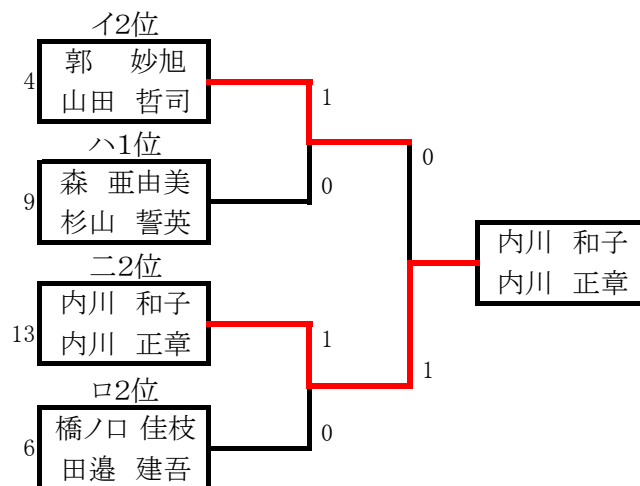 イ2位
4
郭 妙旭
山田 哲司
1
ハ1位
0
9
森 亜由美
杉山 誓英
0
内川 和子
内川 正章
ニ2位
13
内川 和子
内川 正章
1
1
ロ2位
0
6
橋ノ口 佳枝
田邉 建吾